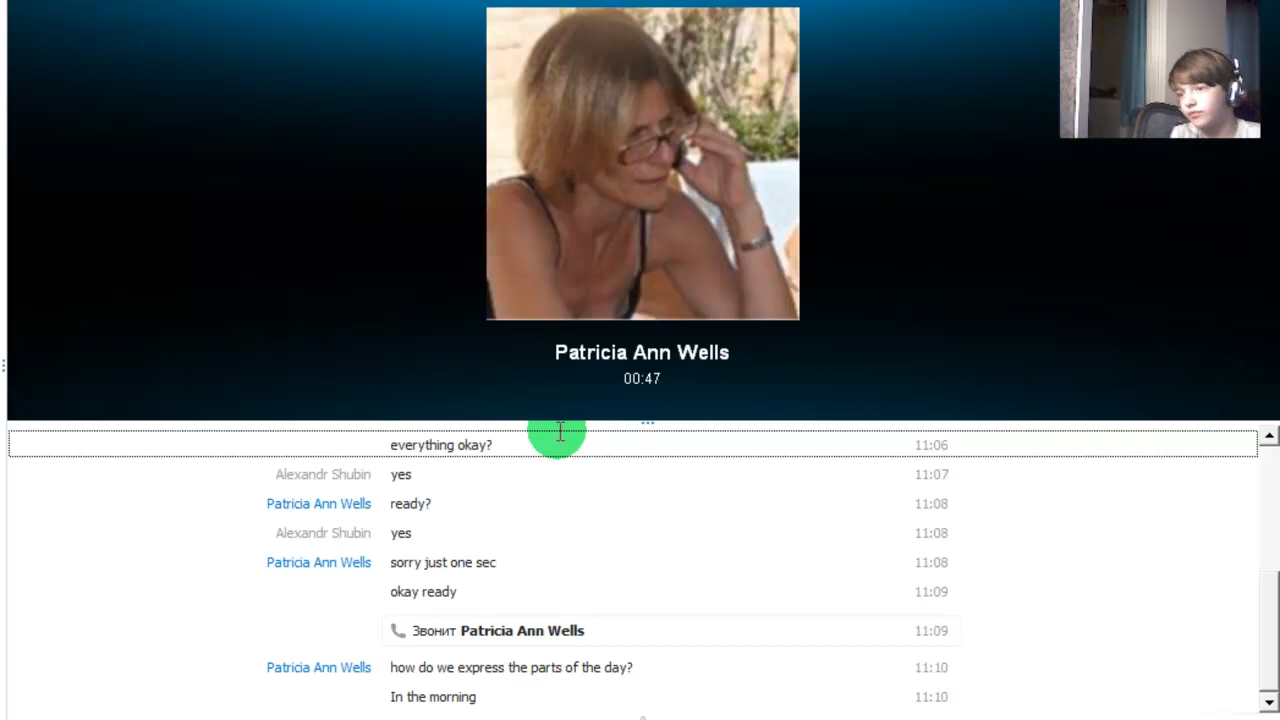 Patricia Ann Wells
00:47
everything okay? 11:06
Alexandr Shubin yes 11:07
Patricia Ann Wells ready? 11:08
Alexandr Shubin yes 11:08
Patricia Ann Wells sorry just one sec 11:08
okay ready 11:09
Звонит Patricia Ann Wells 11:09
Patricia Ann Wells how do we express the parts of the day? 11:10
In the morning 11:10